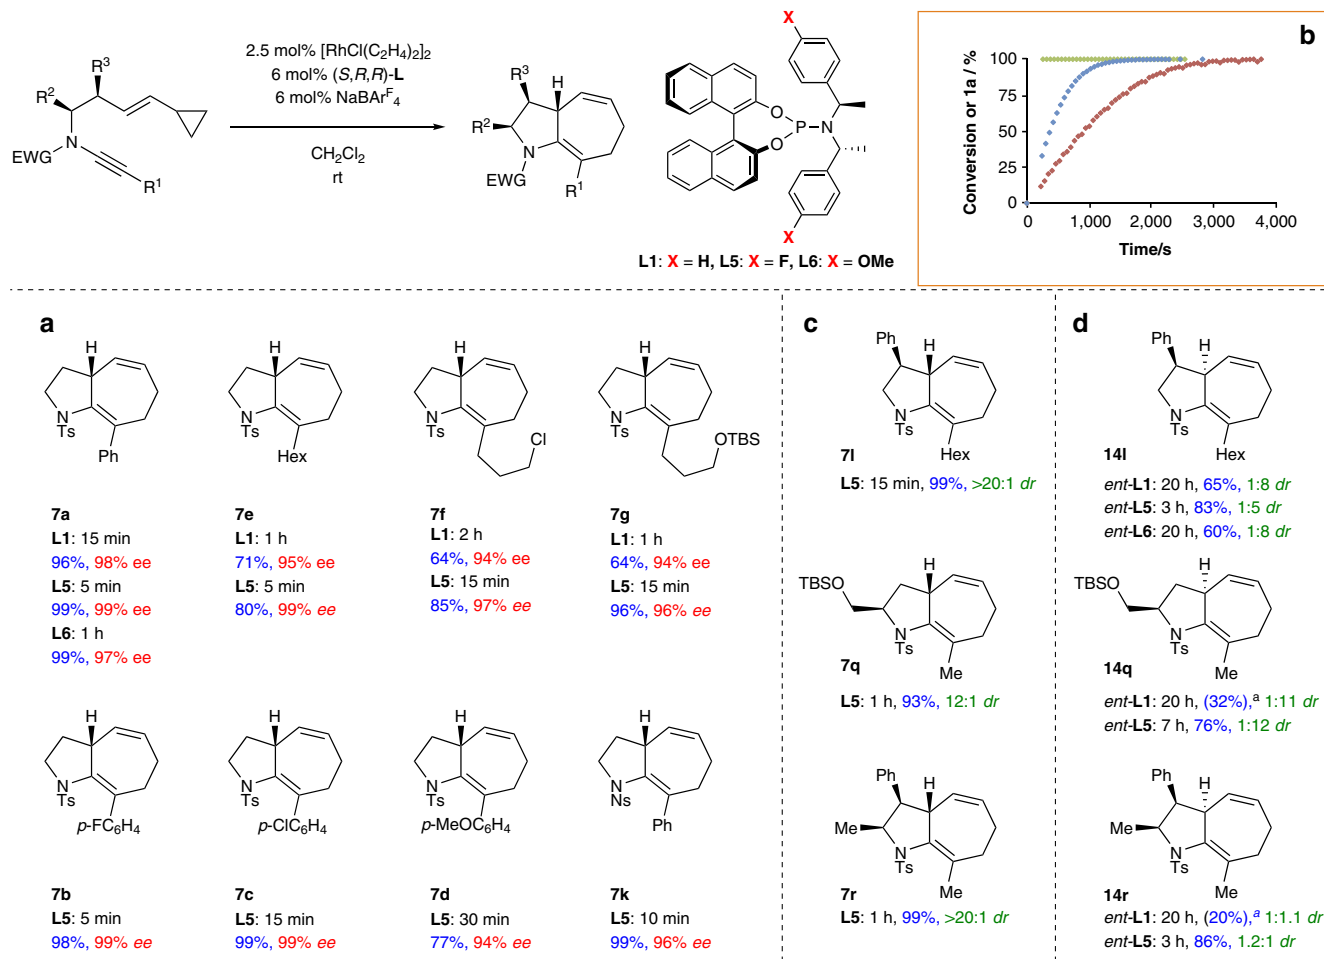 2.5 mol% [RhCl(C2H4)2]2
6 mol% (S,R,R)-L
6 mol% NaBArF4
CH2Cl2
rt
R3
R2
N
EWG
R1
R3
H
R2
N
EWG
R1
X
O
P
N
O
X
L1: X = H, L5: X = F, L6: X = OMe
b
Conversion or 1a / %
100
75
50
25
0
0 1,000 2,000 3,000 4,000
Time/s
a
H
N
Ts
Ph
7a
L1: 15 min
96%, 98% ee
L5: 5 min
99%, 99% ee
L6: 1 h
99%, 97% ee
H
N
Ts
Hex
7e
L1: 1 h
71%, 95% ee
L5: 5 min
80%, 99% ee
H
N
Ts
Cl
7f
L1: 2 h
64%, 94% ee
L5: 15 min
85%, 97% ee
H
N
Ts
OTBS
7g
L1: 1 h
64%, 94% ee
L5: 15 min
96%, 96% ee
H
N
Ts
p-FC6H4
7b
L5: 5 min
98%, 99% ee
H
N
Ts
p-ClC6H4
7c
L5: 15 min
99%, 99% ee
H
N
Ts
p-MeOC6H4
7d
L5: 30 min
77%, 94% ee
H
N
Ns
Ph
7k
L5: 10 min
99%, 96% ee
c
Ph
H
N
Ts
Hex
7l
L5: 15 min, 99%, >20:1 dr
TBSO
H
N
Ts
Me
7q
L5: 1 h, 93%, 12:1 dr
Ph
H
Me
N
Ts
Me
7r
L5: 1 h, 99%, >20:1 dr
d
Ph
H
N
Ts
Hex
14l
ent-L1: 20 h, 65%, 1:8 dr
ent-L5: 3 h, 83%, 1:5 dr
ent-L6: 20 h, 60%, 1:8 dr
TBSO
H
N
Ts
Me
14q
ent-L1: 20 h, (32%),a 1:11 dr
ent-L5: 7 h, 76%, 1:12 dr
Ph
H
Me
N
Ts
Me
14r
ent-L1: 20 h, (20%),a 1:1.1 dr
ent-L5: 3 h, 86%, 1.2:1 dr